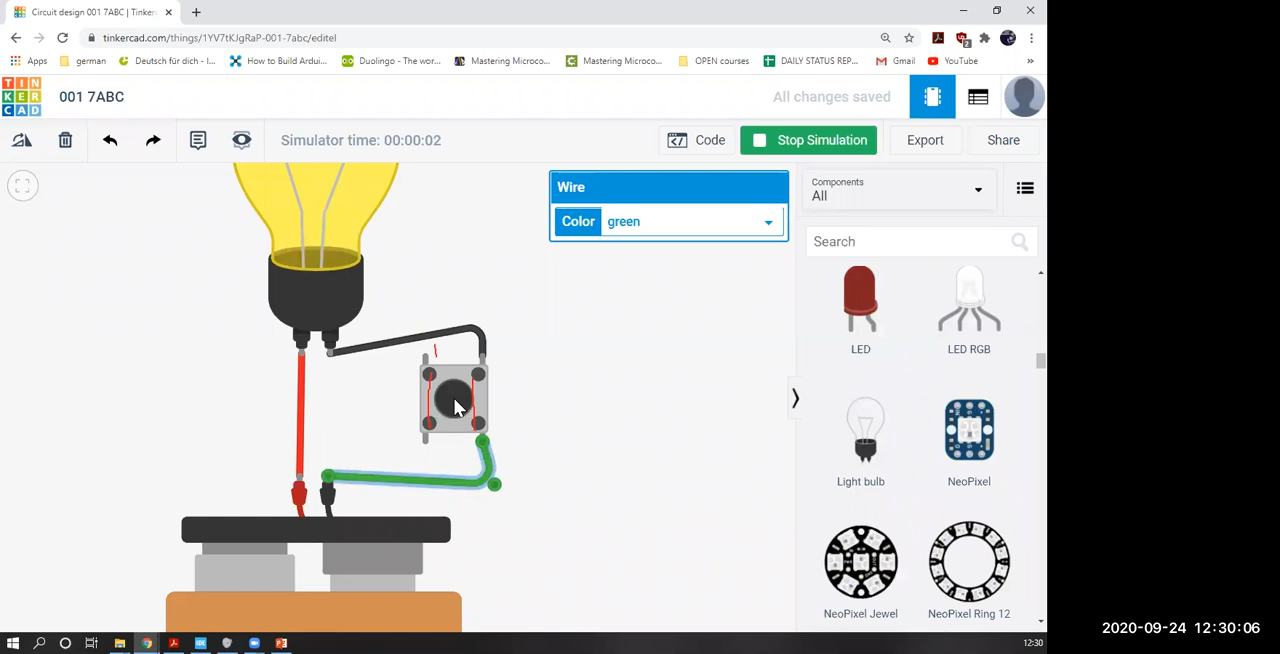 Circuit design 001 7ABC | Tinker
tinkercad.com/things/1YV7tKJgRaP-001-7abc/editel
Apps german Deutsch für dich - I... How to Build Ardui... Duolingo - The wor... Mastering Microco... Mastering Microco... OPEN courses DAILY STATUS REP... Gmail YouTube »
TIN
KER
CAD
001 7ABC
All changes saved
Simulator time: 00:00:02
Code
Stop Simulation
Export
Share
Wire
Color green
Components
All
Search
LED
LED RGB
Light bulb
NeoPixel
NeoPixel Jewel
NeoPixel Ring 12
12:30
2020-09-24 12:30:06